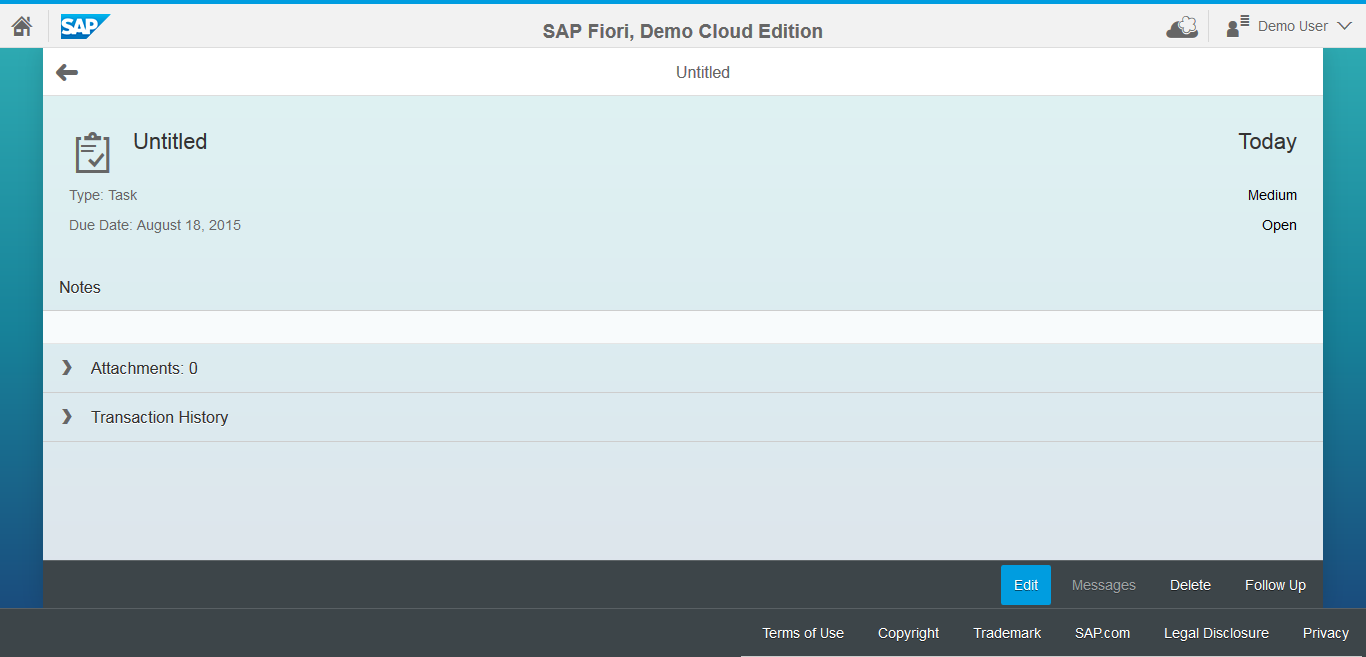 SAP
SAP Fiori, Demo Cloud Edition
Demo User
Untitled
Untitled
Today
Type: Task
Medium
Due Date: August 18, 2015
Open
Notes
Attachments: 0
Transaction History
Edit Messages Delete Follow Up
Terms of Use Copyright Trademark SAP.com Legal Disclosure Privacy